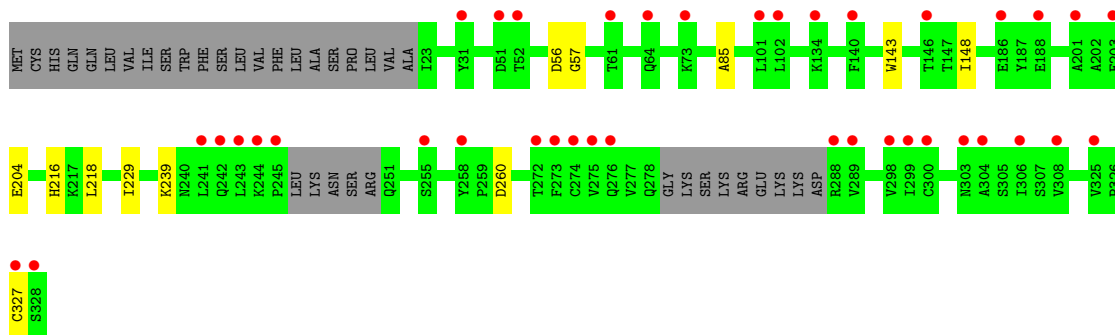 MET CYS HIS GLN GLN LEU VAL ILE SER TRP PHE SER LEU VAL PHE LEU ALA SER PRO LEU VAL ALA I23 Y31 D51 T52 D56 G57 T61 Q64 K73 A85 L101 L102 K134 F140 W143 T146 T147 I148 E186 Y187 E188 A201 A202 E203
E204 H216 K217 L218 I229 K239 N240 L241 Q242 L243 K244 P245 LEU LYS ASN SER ARG Q251 S255 Y258 P259 D260 T272 F273 C274 V275 Q276 V277 Q278 GLY LYS SER LYS ARG GLU LYS LYS ASP R288 V289 V298 I299 C300 N303 A304 S305 I306 S307 V308 V325 P326
C327 S328